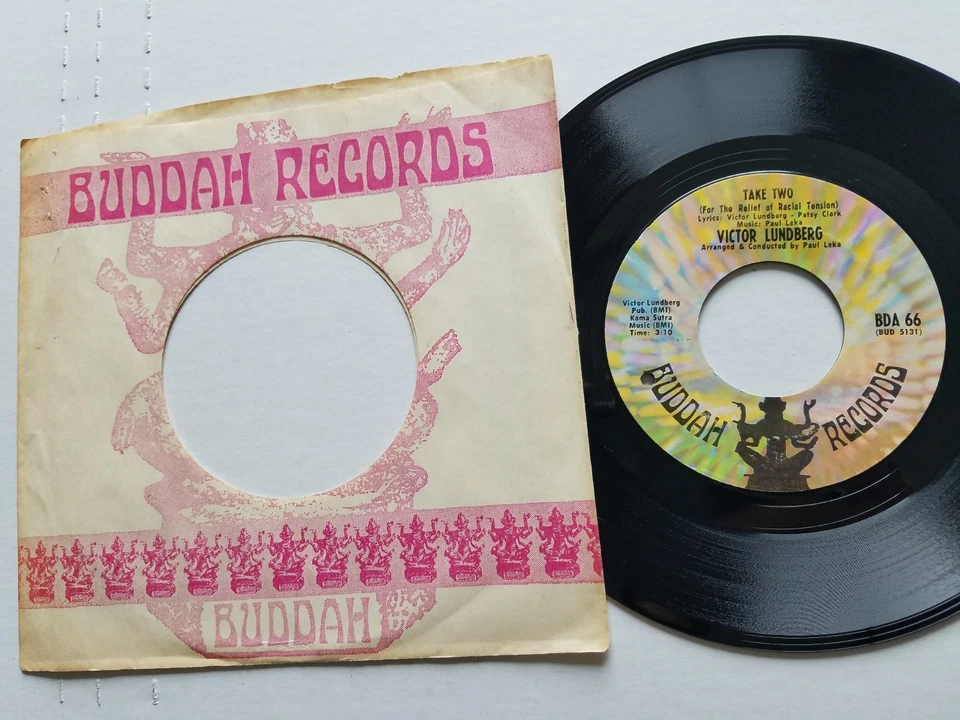 BUDDAH RECORDS
BUDDAH
TAKE TWO
(For The Relief of Racial Tension)
Lyrics: Victor Lundberg - Patsy Clark
Music: Paul Leka
VICTOR LUNDBERG
Arranged & Conducted by Paul Leka
Victor Lundberg
Pub. (BMI)
Kama Sutra
Music (BMI)
Time: 3:10
BDA 66
(BUD 5131)
BUDDAH RECORDS